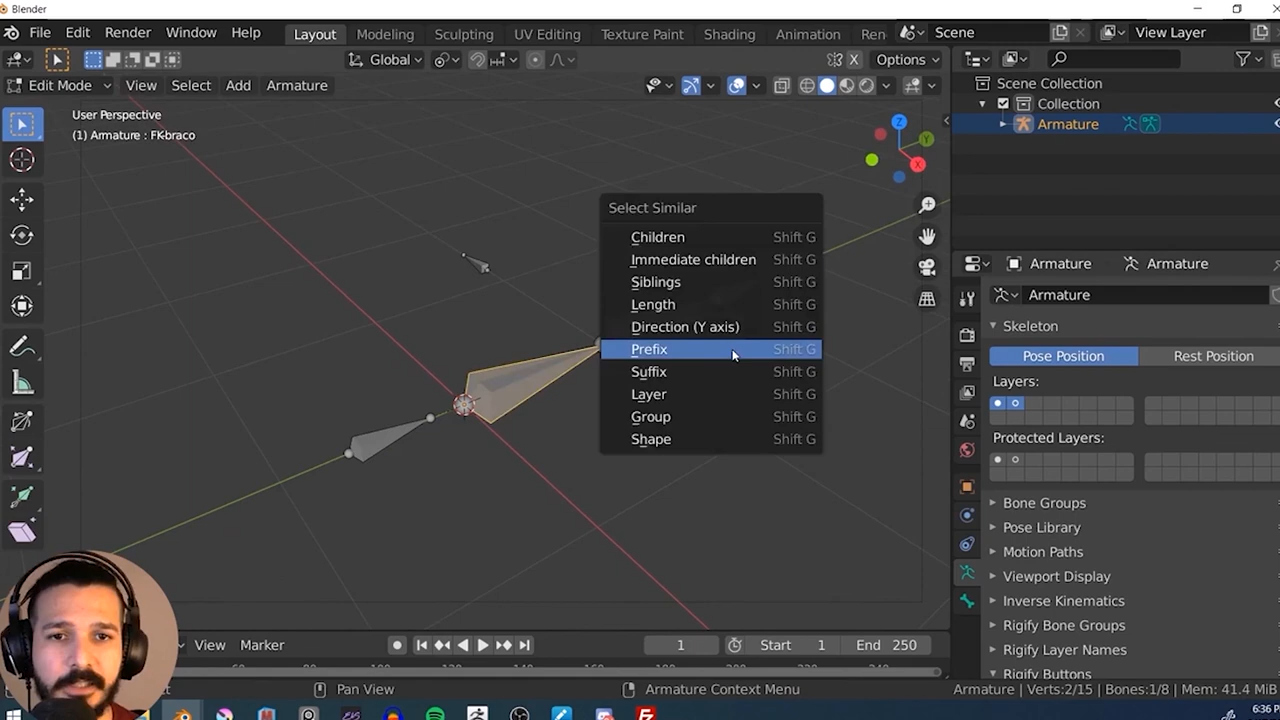 Blender
File Edit Render Window Help
Layout Modeling Sculpting UV Editing Texture Paint Shading Animation Ren
Scene
View Layer
Global
X
Options
Edit Mode View Select Add Armature
User Perspective
(1) Armature : FK-braco
Z
Y
X
Select Similar
Children Shift G
Immediate children Shift G
Siblings Shift G
Length Shift G
Direction (Y axis) Shift G
Prefix Shift G
Suffix Shift G
Layer Shift G
Group Shift G
Shape Shift G
Scene Collection
Collection
Armature
Armature Armature
Armature
Skeleton
Pose Position Rest Position
Layers:
Protected Layers:
Bone Groups
Pose Library
Motion Paths
Viewport Display
Inverse Kinematics
Rigify Bone Groups
Rigify Layer Names
Rigify Buttons
View Marker
1
Start 1
End 250
Pan View
Armature Context Menu
Armature | Verts:2/15 | Bones:1/8 | Mem: 41.4 MiB
6:36 P